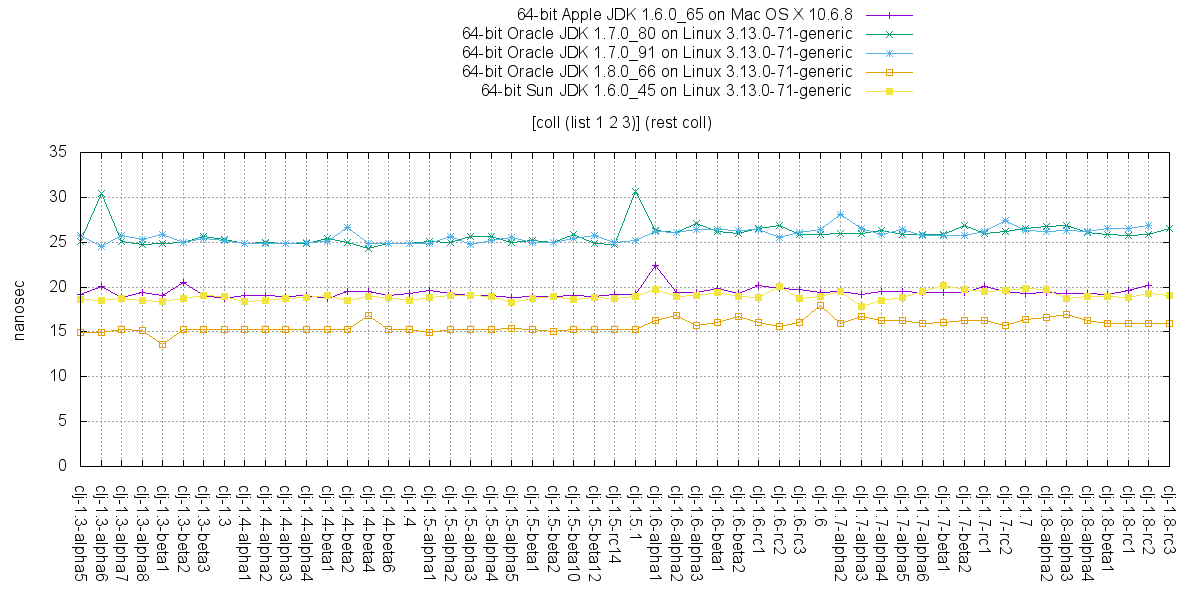 64-bit Apple JDK 1.6.0_65 on Mac OS X 10.6.8
64-bit Oracle JDK 1.7.0_80 on Linux 3.13.0-71-generic
64-bit Oracle JDK 1.7.0_91 on Linux 3.13.0-71-generic
64-bit Oracle JDK 1.8.0_66 on Linux 3.13.0-71-generic
64-bit Sun JDK 1.6.0_45 on Linux 3.13.0-71-generic
[coll (list 1 2 3)] (rest coll)
35
30
25
20
15
10
5
0
nanosec
clj-1.3-alpha5
clj-1.3-alpha6
clj-1.3-alpha7
clj-1.3-alpha8
clj-1.3-beta1
clj-1.3-beta2
clj-1.3-beta3
clj-1.3
clj-1.4-alpha1
clj-1.4-alpha2
clj-1.4-alpha3
clj-1.4-alpha4
clj-1.4-beta1
clj-1.4-beta2
clj-1.4-beta4
clj-1.4-beta6
clj-1.4
clj-1.5-alpha1
clj-1.5-alpha2
clj-1.5-alpha3
clj-1.5-alpha4
clj-1.5-alpha5
clj-1.5-beta1
clj-1.5-beta2
clj-1.5-beta10
clj-1.5-beta12
clj-1.5-rc14
clj-1.5.1
clj-1.6-alpha1
clj-1.6-alpha2
clj-1.6-alpha3
clj-1.6-beta1
clj-1.6-beta2
clj-1.6-rc1
clj-1.6-rc2
clj-1.6-rc3
clj-1.6
clj-1.7-alpha2
clj-1.7-alpha3
clj-1.7-alpha4
clj-1.7-alpha5
clj-1.7-alpha6
clj-1.7-beta1
clj-1.7-beta2
clj-1.7-rc1
clj-1.7-rc2
clj-1.7
clj-1.8-alpha2
clj-1.8-alpha3
clj-1.8-alpha4
clj-1.8-beta1
clj-1.8-rc1
clj-1.8-rc2
clj-1.8-rc3